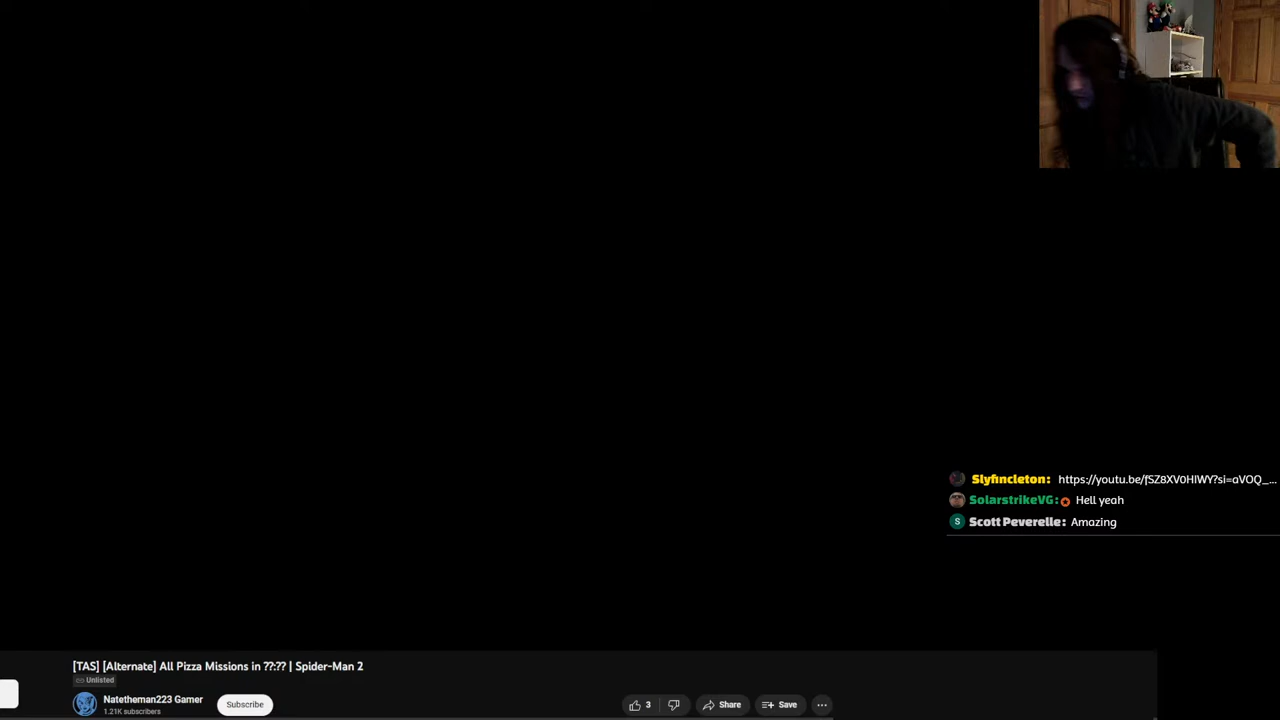 Slyfincleton: https://youtu.be/fSZ8XV0HIWY?si=aVOQ_...
SolarstrikeVG: Hell yeah
S Scott Peverelle: Amazing
[TAS] [Alternate] All Pizza Missions in ??:?? | Spider-Man 2
Unlisted
Natetheman223 Gamer
1.21K subscribers
Subscribe
3
Share
Save